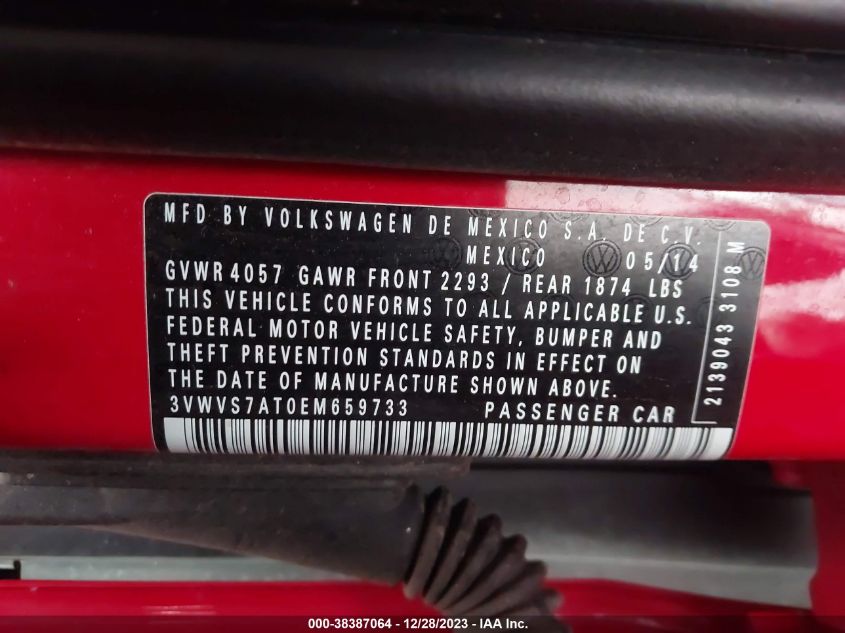 MFD BY VOLKSWAGEN DE MEXICO S.A. DE C.V.
MEXICO 05/14
GVWR 4057 GAWR FRONT 2293 / REAR 1874 LBS
THIS VEHICLE CONFORMS TO ALL APPLICABLE U.S.
FEDERAL MOTOR VEHICLE SAFETY, BUMPER AND
THEFT PREVENTION STANDARDS IN EFFECT ON
THE DATE OF MANUFACTURE SHOWN ABOVE.
3VWVS7AT0EM659733 PASSENGER CAR
2139043 3108 M
000-38387064 - 12/28/2023 - IAA Inc.